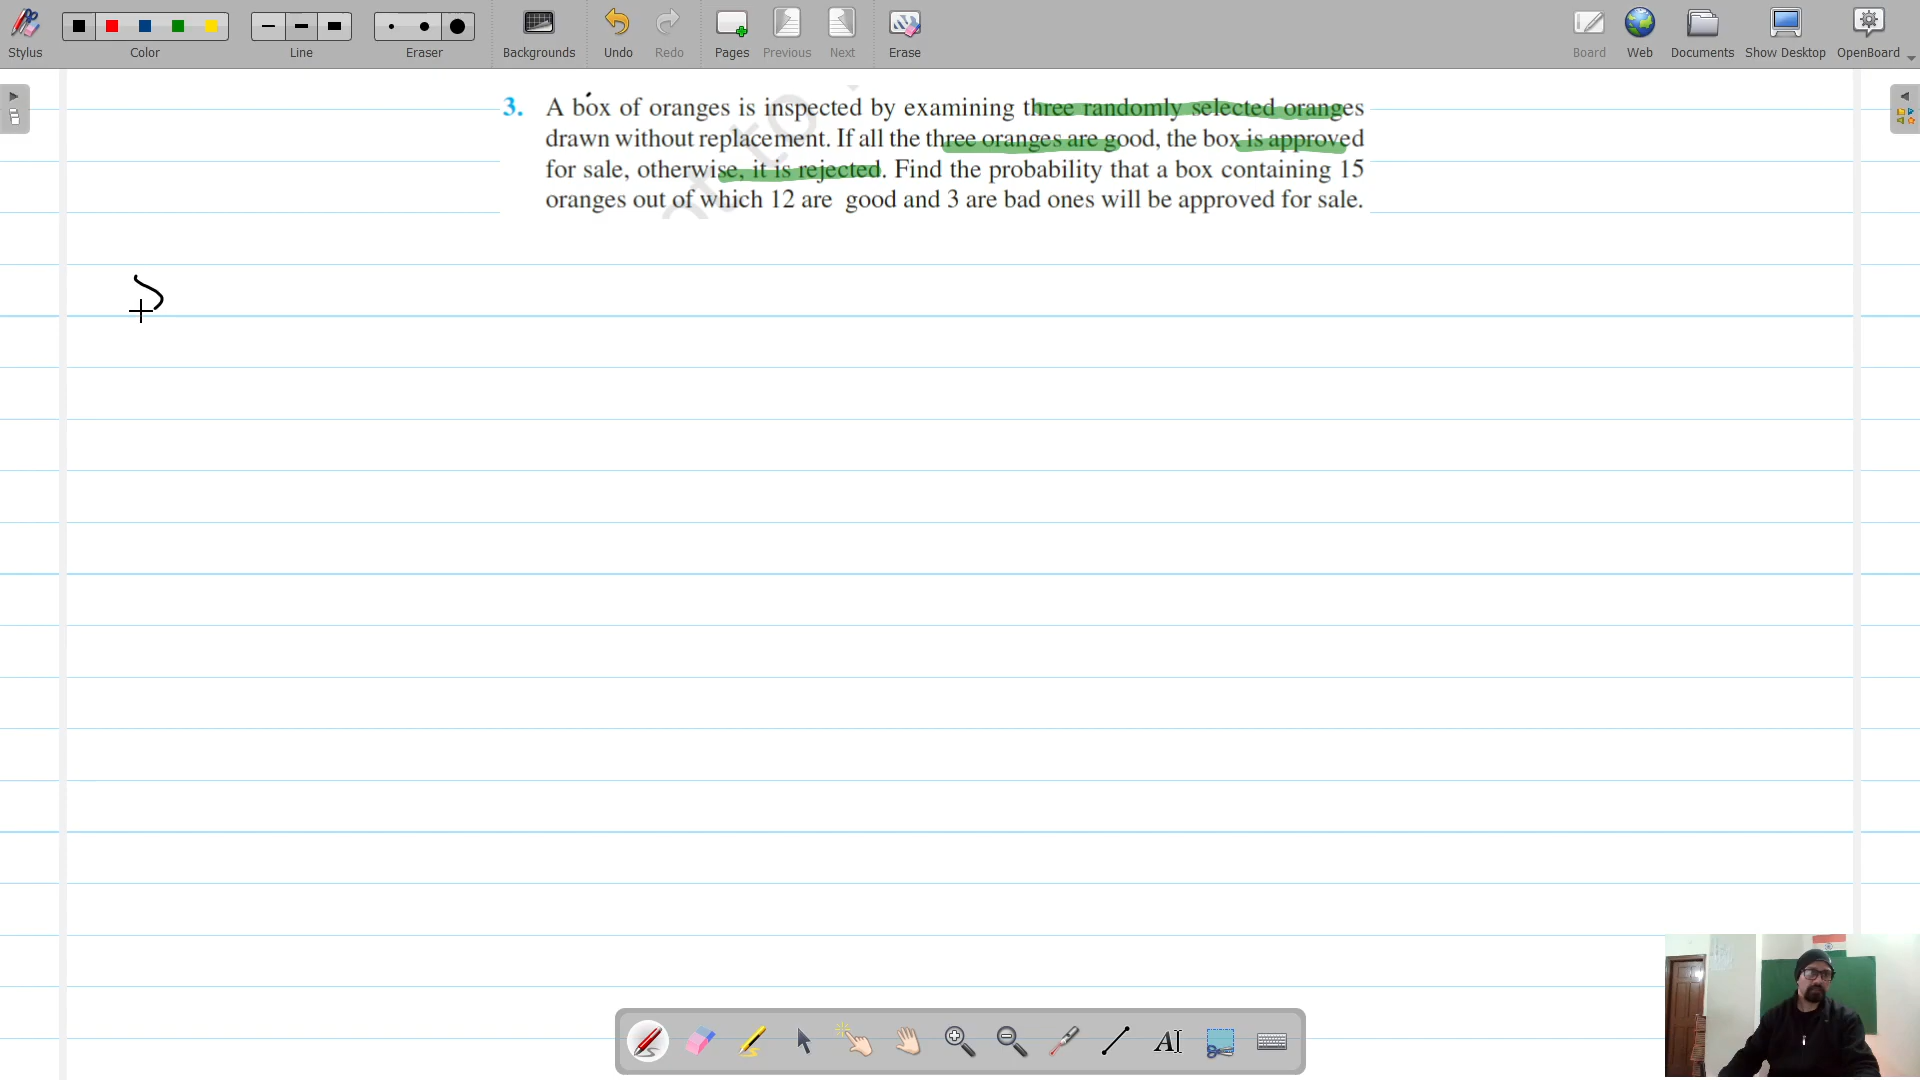 Stylus Color Line Eraser Backgrounds Undo Redo Pages Previous Next Erase Board Web Documents Show Desktop OpenBoard
3. A box of oranges is inspected by examining three randomly selected oranges
drawn without replacement. If all the three oranges are good, the box is approved
for sale, otherwise, it is rejected. Find the probability that a box containing 15
oranges out of which 12 are good and 3 are bad ones will be approved for sale.